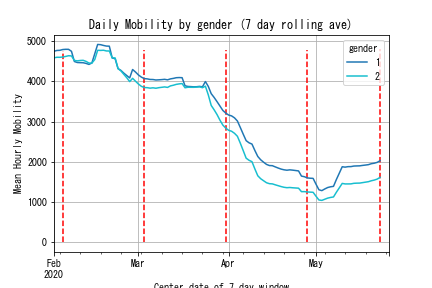 Daily Mobility by gender (7 day rolling ave)
gender
1
2
Mean Hourly Mobility
5000
4000
3000
2000
1000
0
Feb
2020
Mar
Apr
May
Center date of 7 day window